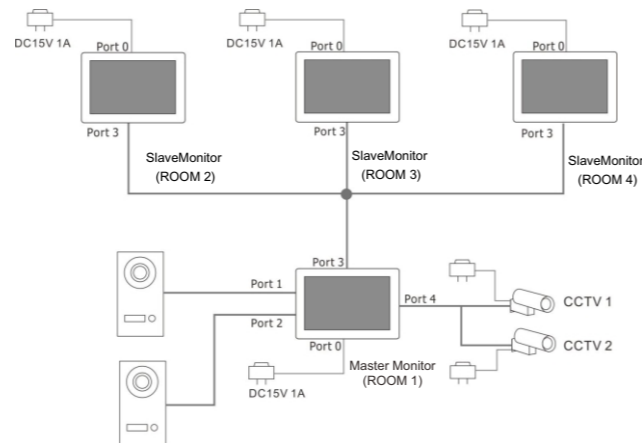 Port 0
DC15V 1A
Port 0
DC15V 1A
Port 0
DC15V 1A
Port 3
Port 3
Port 3
SlaveMonitor
(ROOM 2)
SlaveMonitor
(ROOM 3)
SlaveMonitor
(ROOM 4)
Port 3
Port 1
Port 4
CCTV 1
Port 2
Port 0
CCTV 2
Master Monitor
(ROOM 1)
DC15V 1A